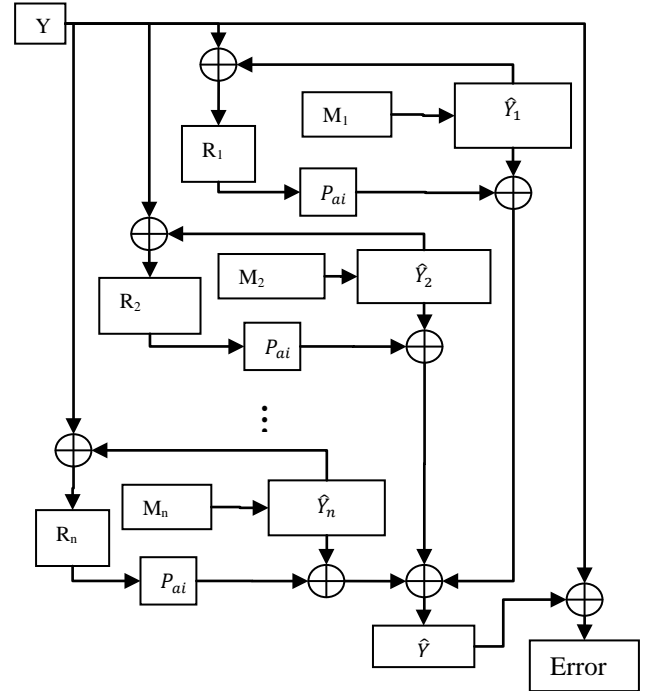 Y
M₁
Ŷ₁
R₁
Pₐᵢ
M₂
Ŷ₂
R₂
Pₐᵢ
⋮
Mₙ
Ŷₙ
Rₙ
Pₐᵢ
Ŷ
Error